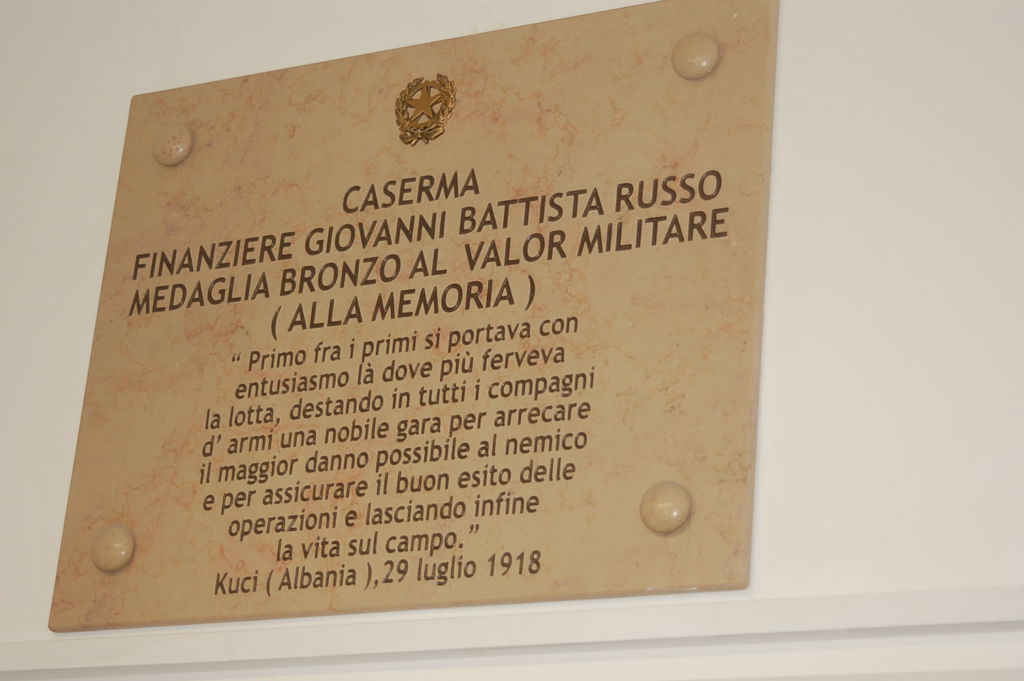 CASERMA
FINANZIERE GIOVANNI BATTISTA RUSSO
MEDAGLIA BRONZO AL VALOR MILITARE
( ALLA MEMORIA )
“ Primo fra i primi si portava con
entusiasmo là dove più ferveva
la lotta, destando in tutti i compagni
d’ armi una nobile gara per arrecare
il maggior danno possibile al nemico
e per assicurare il buon esito delle
operazioni e lasciando infine
la vita sul campo.”
Kuci ( Albania ),29 luglio 1918